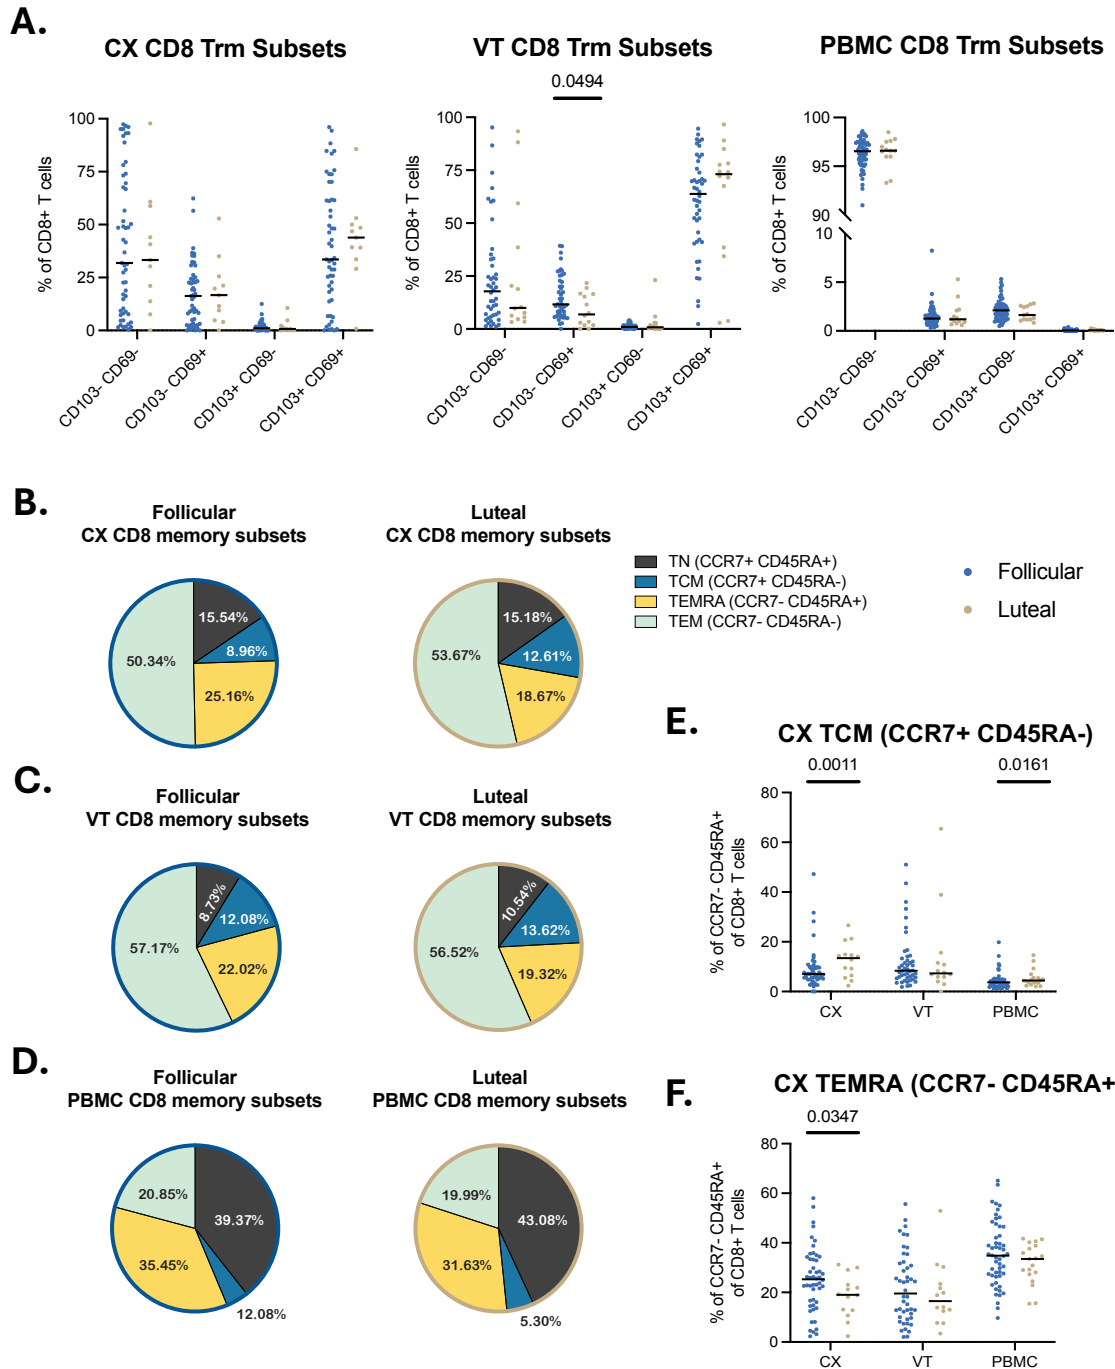 A.
CX CD8 Trm Subsets
VT CD8 Trm Subsets
PBMC CD8 Trm Subsets
0.0494
% of CD8+ T cells
100
75
50
25
0
CD103- CD69-
CD103- CD69+
CD103+ CD69-
CD103+ CD69+
% of CD8+ T cells
100
75
50
25
0
CD103- CD69-
CD103- CD69+
CD103+ CD69-
CD103+ CD69+
% of CD8+ T cells
100
95
90
10
5
0
CD103- CD69-
CD103- CD69+
CD103+ CD69-
CD103+ CD69+
B.
Follicular
CX CD8 memory subsets
15.54%
8.96%
25.16%
50.34%
Luteal
CX CD8 memory subsets
15.18%
12.61%
18.67%
53.67%
TN (CCR7+ CD45RA+)
TCM (CCR7+ CD45RA-)
TEMRA (CCR7- CD45RA+)
TEM (CCR7- CD45RA-)
Follicular
Luteal
C.
Follicular
VT CD8 memory subsets
8.73%
12.08%
22.02%
57.17%
Luteal
VT CD8 memory subsets
10.54%
13.62%
19.32%
56.52%
D.
Follicular
PBMC CD8 memory subsets
39.37%
12.08%
35.45%
20.85%
Luteal
PBMC CD8 memory subsets
43.08%
5.30%
31.63%
19.99%
E.
CX TCM (CCR7+ CD45RA-)
0.0011
0.0161
% of CCR7- CD45RA+
of CD8+ T cells
80
60
40
20
0
CX
VT
PBMC
F.
CX TEMRA (CCR7- CD45RA+
0.0347
% of CCR7- CD45RA+
of CD8+ T cells
80
60
40
20
0
CX
VT
PBMC